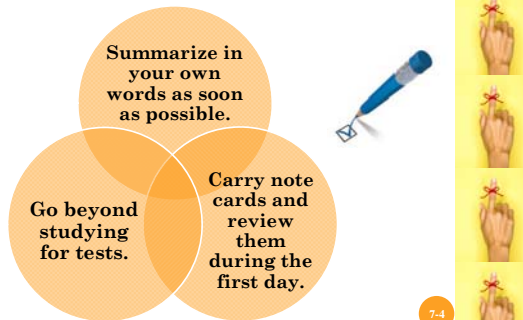 Summarize in
your own
words as soon
as possible.
Go beyond
studying
for tests.
Carry note
cards and
review
them
during the
first day.
7-4